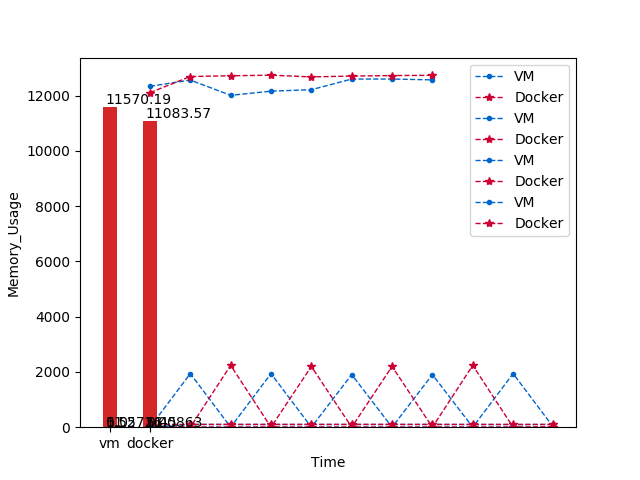 VM
Docker
VM
Docker
VM
Docker
VM
Docker
11570.19
11083.57
12000
10000
8000
6000
4000
2000
0
Memory_Usage
vm
docker
Time